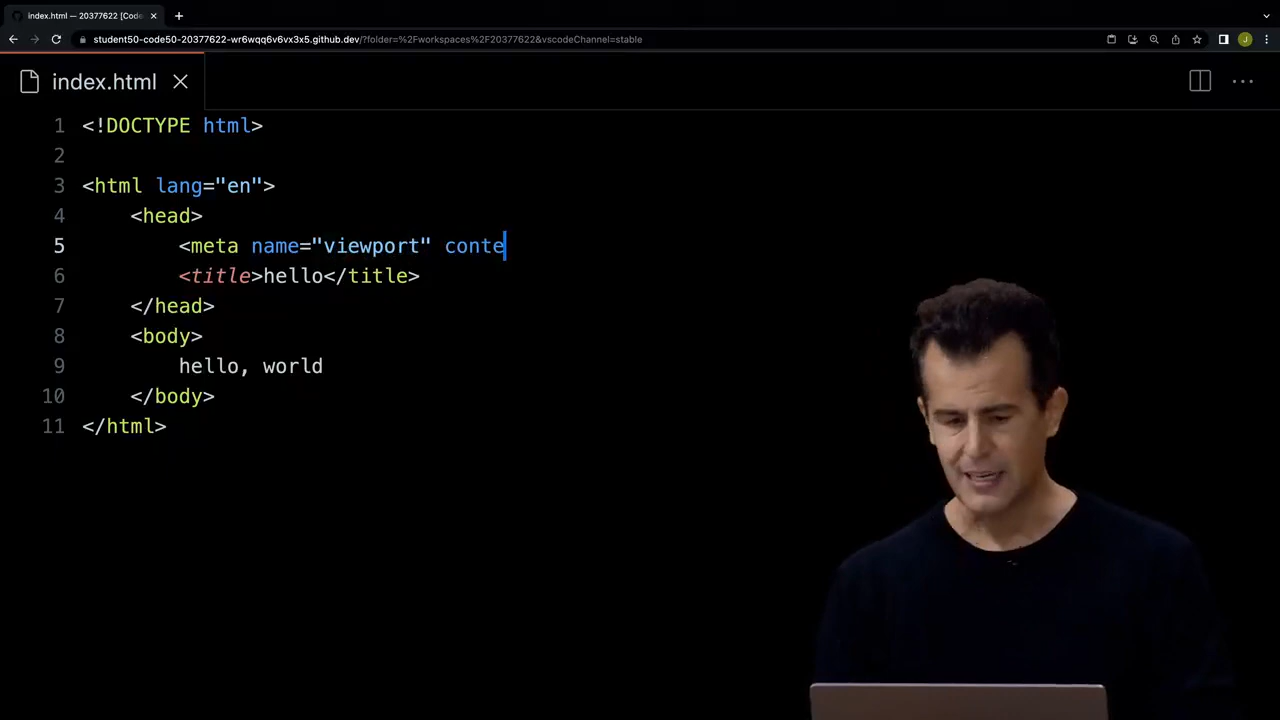 index.html — 20377622 [Code
student50-code50-20377622-wr6wqq6v6vx3x5.github.dev/?folder=%2Fworkspaces%2F20377622&vscodeChannel=stable
J
index.html
1 <!DOCTYPE html>
2
3 <html lang="en">
4 <head>
5 <meta name="viewport" conte
6 <title>hello</title>
7 </head>
8 <body>
9 hello, world
10 </body>
11 </html>